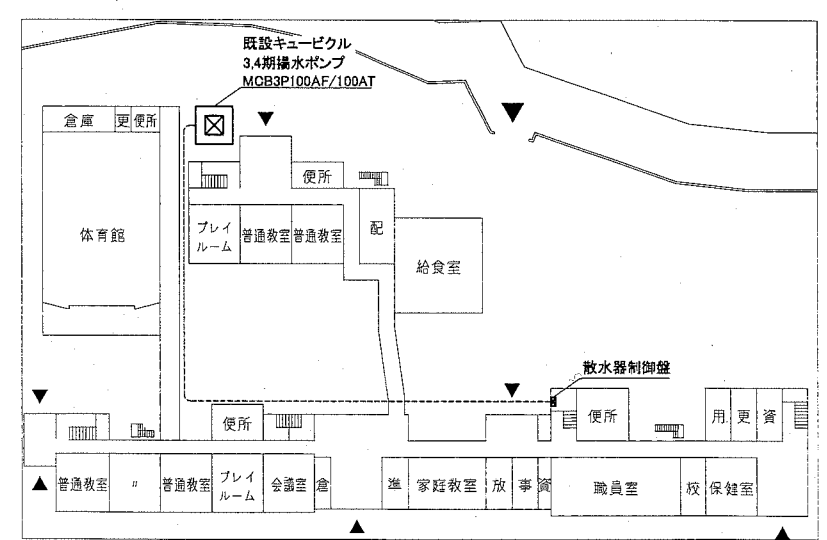 既設キュービクル
3,4期揚水ポンプ
MCB3P100AF/100AT
倉庫 更 便所
体育館
便所
プレイ
ルーム
普通教室 普通教室
配
給食室
散水器制御盤
便所
便所
用 更 資
普通教室 〃 普通教室
プレイ
ルーム
会議室 倉
進 家庭教室 放 事 資
職員室 校 保健室